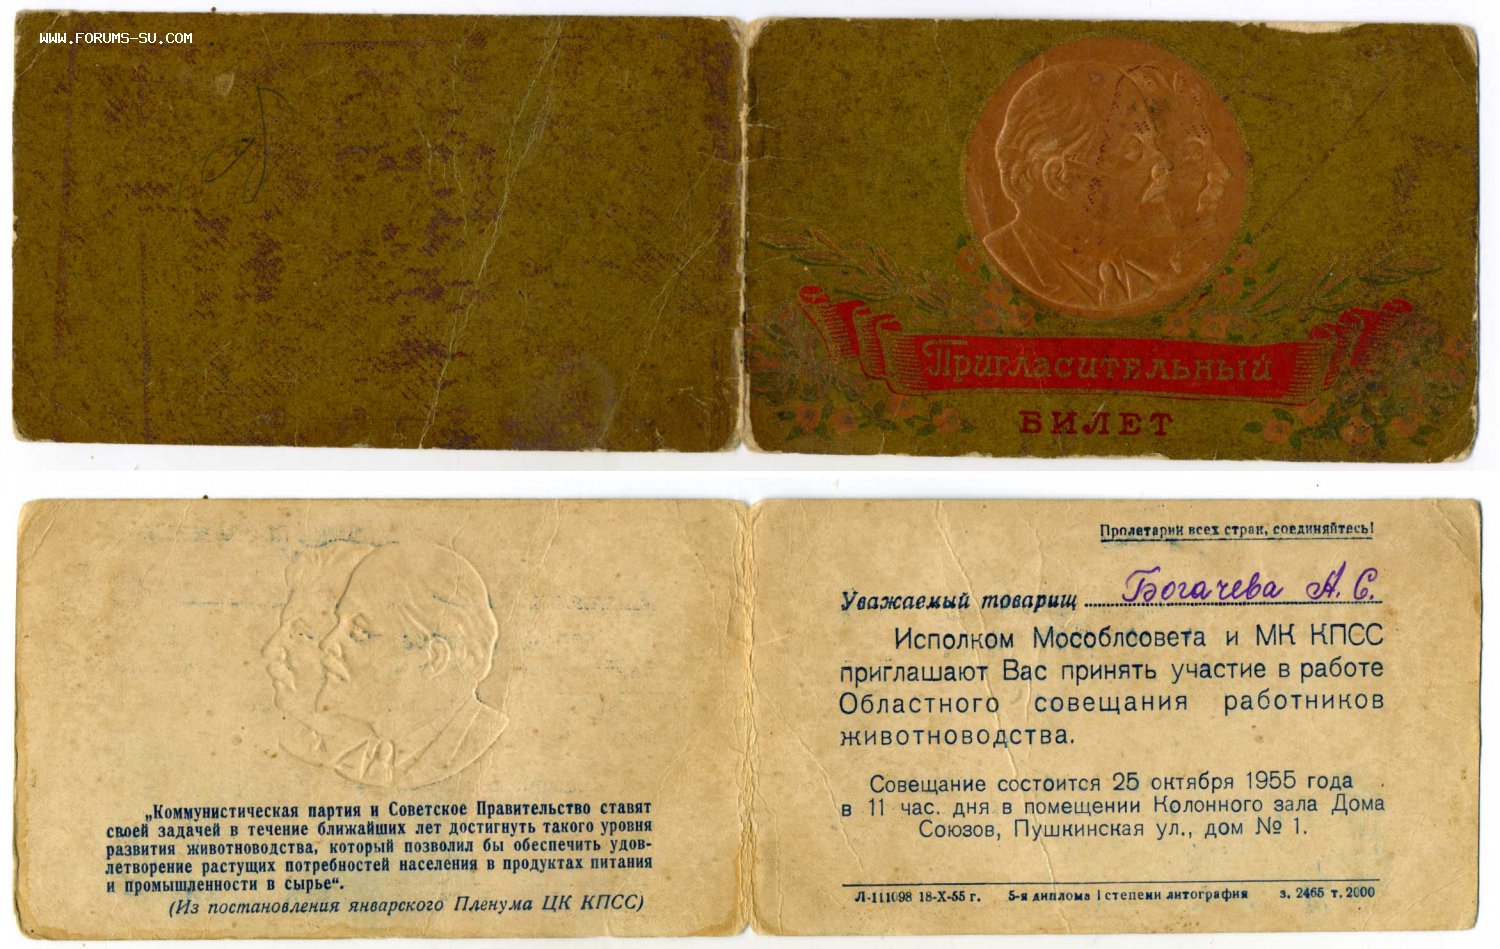 WWW.FORUMS-SU.COM
Пригласительный
БИЛЕТ
„Коммунистическая партия и Советское Правительство ставят
своей задачей в течение ближайших лет достигнуть такого уровня
развития животноводства, который позволил бы обеспечить удов-
летворение растущих потребностей населения в продуктах питания
и промышленности в сырье“.
(Из постановления январского Пленума ЦК КПСС)
Пролетарии всех стран, соединяйтесь!
Уважаемый товарищ Богачева А. С.
Исполком Мособлсовета и МК КПСС
приглашают Вас принять участие в работе
Областного совещания работников
животноводства.
Совещание состоится 25 октября 1955 года
в 11 час. дня в помещении Колонного зала Дома
Союзов, Пушкинская ул., дом № 1.
Л-111098 18-X-55 г. 5-я диплома I степени литография з. 2465 т. 2000